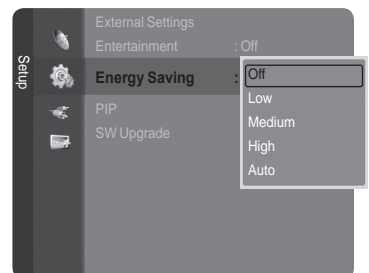 Setup
External Settings
Entertainment : Off
Energy Saving :
Off
Low
Medium
High
Auto
PIP
SW Upgrade